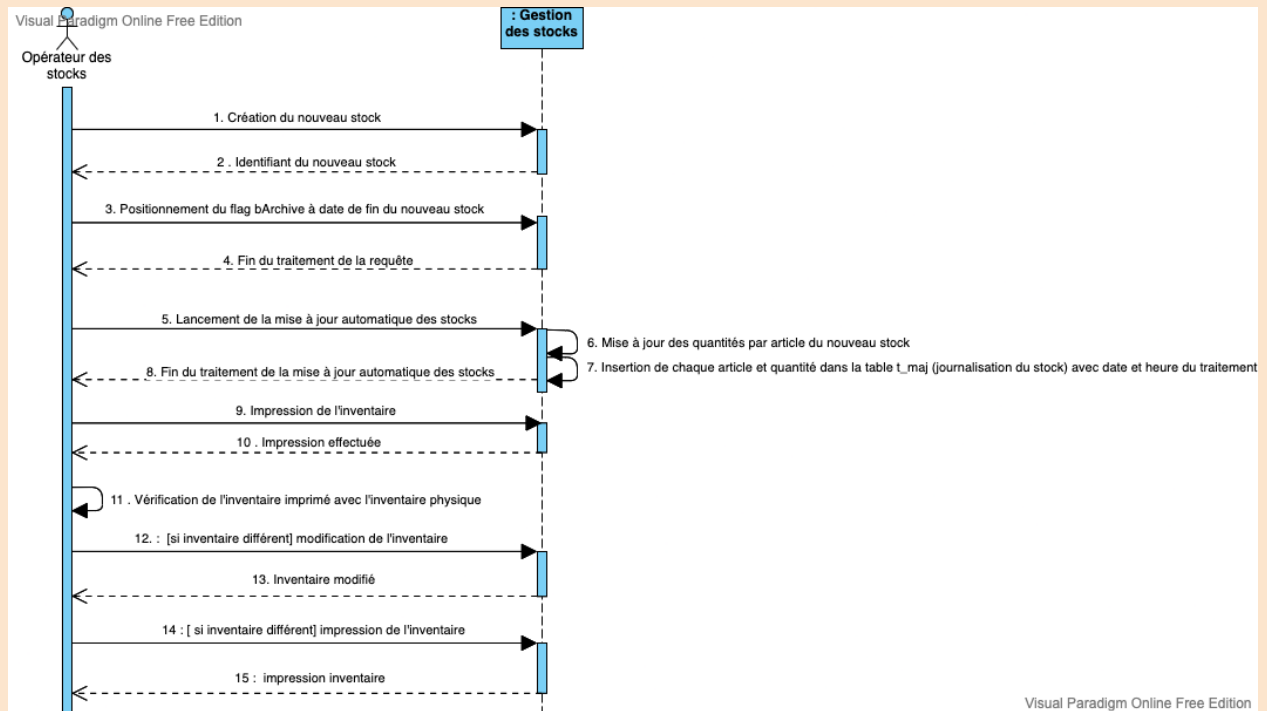 Visual Paradigm Online Free Edition
: Gestion
des stocks
Opérateur des
stocks
1. Création du nouveau stock
2 . Identifiant du nouveau stock
3. Positionnement du flag bArchive à date de fin du nouveau stock
4. Fin du traitement de la requête
5. Lancement de la mise à jour automatique des stocks
6. Mise à jour des quantités par article du nouveau stock
7. Insertion de chaque article et quantité dans la table t_maj (journalisation du stock) avec date et heure du traitement
8. Fin du traitement de la mise à jour automatique des stocks
9. Impression de l'inventaire
10 . Impression effectuée
11 . Vérification de l'inventaire imprimé avec l'inventaire physique
12. : [si inventaire différent] modification de l'inventaire
13. Inventaire modifié
14 : [ si inventaire différent] impression de l'inventaire
15 : impression inventaire
Visual Paradigm Online Free Edition